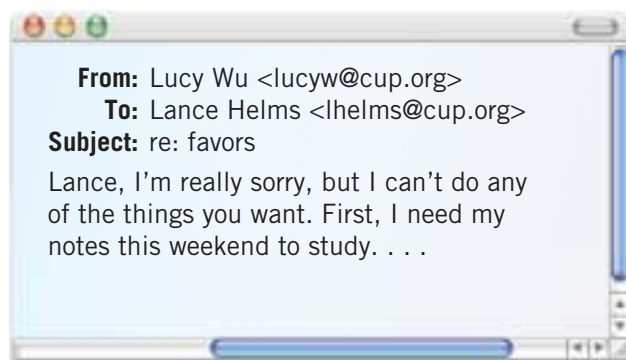 From: Lucy Wu <lucyw@cup.org>
To: Lance Helms <lhelms@cup.org>
Subject: re: favors
Lance, I'm really sorry, but I can't do any
of the things you want. First, I need my
notes this weekend to study. . . .